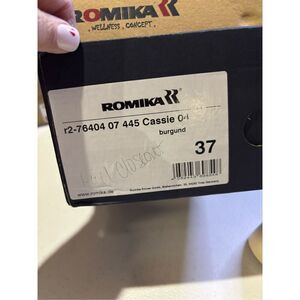 ROMIKA
.WELLNESS.CONCEPT.
ROMIKA
r2-76404 07 445 Cassie 04
burgund
37
www.romika.de